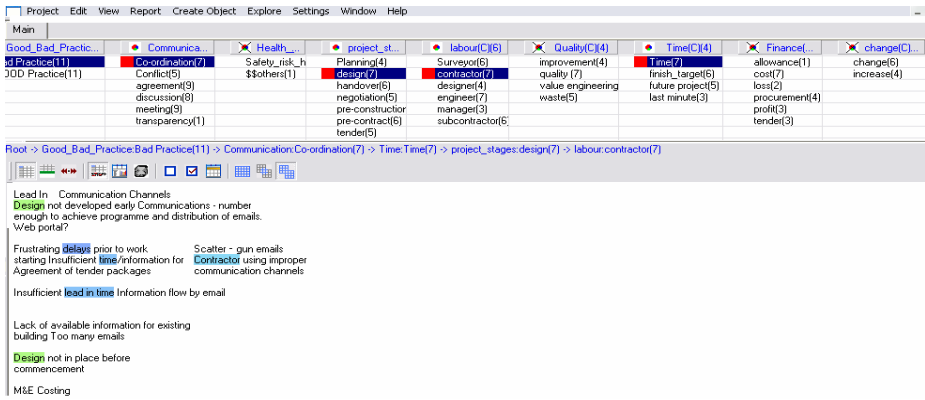 Project Edit View Report Create Object Explore Settings Window Help
Main
Good_Bad_Practic... Communica... Health_... project_st... labour(C)(6) Quality(C)(4) Time(C)(4) Finance(... change(C)...
ad Practice(11) Co-ordination(7) Safety_risk_h Planning(4) Surveyor(6) improvement(4) Time(7) allowance(1) change(6)
OOD Practice(11) Conflict(5) $$others(1) design(7) contractor(7) quality (7) finish_target(6) cost(7) increase(4)
agreement(9) handover(6) designer(4) value engineering future project(5) loss(2)
discussion(8) negotiation(5) engineer(7) waste(5) last minute(3) procurement(4)
meeting(9) pre-construction manager(3) profit(3)
transparency(1) pre-contract(6) subcontractor(6) tender(3)
tender(5)
Root -> Good_Bad_Practice:Bad Practice(11) -> Communication:Co-ordination(7) -> Time:Time(7) -> project_stages:design(7) -> labour:contractor(7)
Lead In Communication Channels
Design not developed early Communications - number
enough to achieve programme and distribution of emails.
Web portal?
Frustrating delays prior to work Scatter - gun emails
starting Insufficient time/information for Contractor using improper
Agreement of tender packages communication channels
Insufficient lead in time Information flow by email
Lack of available information for existing
building Too many emails
Design not in place before
commencement
M&E Costing